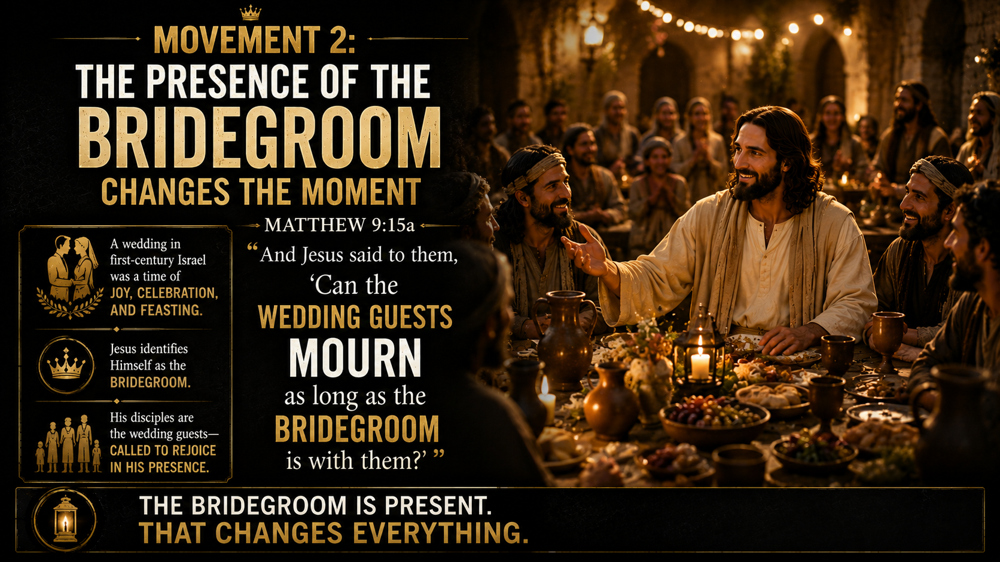 MOVEMENT 2:
THE PRESENCE OF THE
BRIDEGROOM
CHANGES THE MOMENT
A wedding in
first-century Israel
was a time of
JOY, CELEBRATION,
AND FEASTING.
Jesus identifies
Himself as the
BRIDEGROOM.
His disciples are
the wedding guests—
CALLED TO REJOICE
IN HIS PRESENCE.
MATTHEW 9:15a
“And Jesus said to them,
‘Can the
WEDDING GUESTS
MOURN
as long as the
BRIDEGROOM
is with them?’ ”
THE BRIDEGROOM IS PRESENT.
THAT CHANGES EVERYTHING.